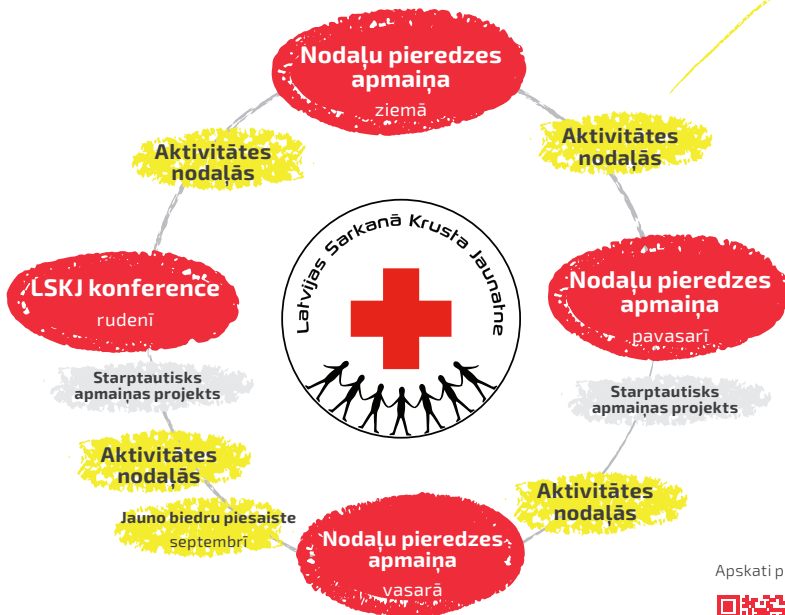 Nodaļu pieredzes
apmaiņa
ziemā
Aktivitātes
nodaļās
Aktivitātes
nodaļās
Latvijas Sarkanā Krusta Jaunatne
LSKJ konference
rudenī
Nodaļu pieredzes
apmaiņa
pavasarī
Starptautisks
apmaiņas projekts
Starptautisks
apmaiņas projekts
Aktivitātes
nodaļās
Jauno biedru piesaiste
septembrī
Aktivitātes
nodaļās
Nodaļu pieredzes
apmaiņa
vasarā
Apskati p